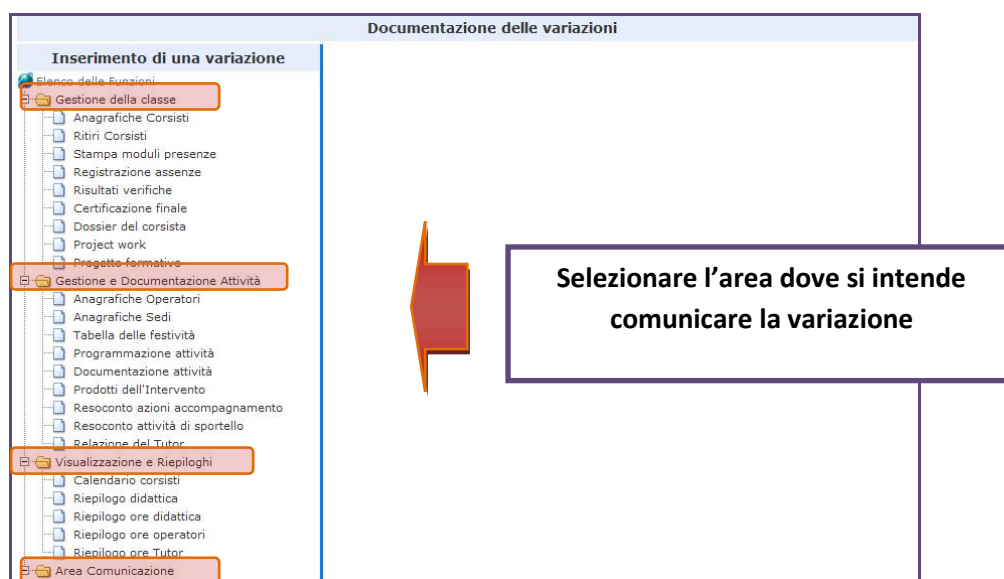 Documentazione delle variazioni
Inserimento di una variazione
Elenco delle Funzioni
Gestione della classe
Anagrafiche Corsisti
Ritiri Corsisti
Stampa moduli presenze
Registrazione assenze
Risultati verifiche
Certificazione finale
Dossier del corsista
Project work
Progetto formativo
Gestione e Documentazione Attività
Anagrafiche Operatori
Anagrafiche Sedi
Tabella delle festività
Programmazione attività
Documentazione attività
Prodotti dell'Intervento
Resoconto azioni accompagnamento
Resoconto attività di sportello
Relazione del Tutor
Visualizzazione e Riepiloghi
Calendario corsisti
Riepilogo didattica
Riepilogo ore didattica
Riepilogo ore operatori
Riepilogo ore Tutor
Area Comunicazione
Selezionare l’area dove si intende
comunicare la variazione